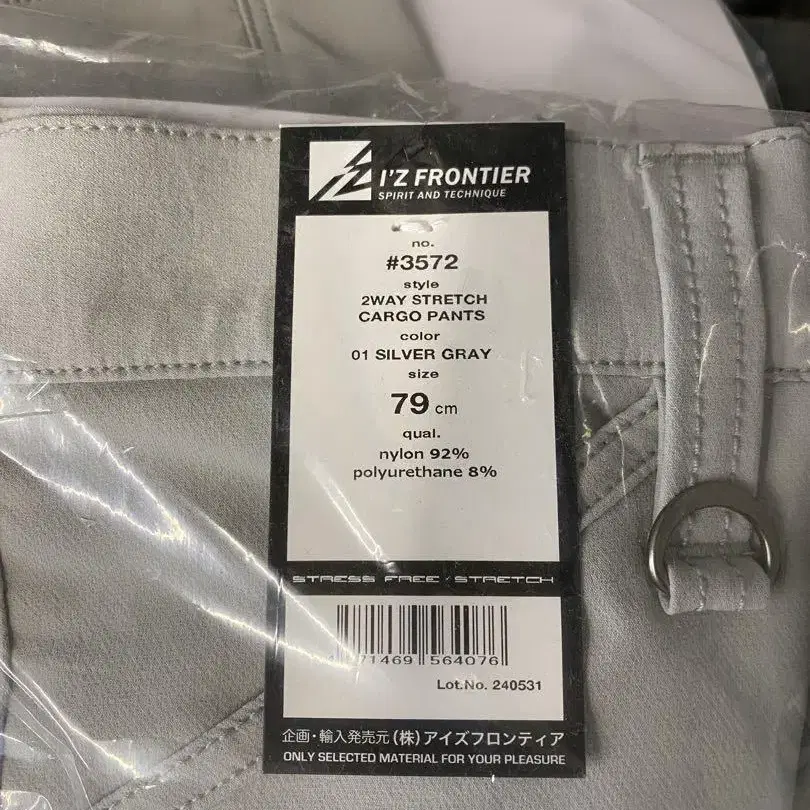 I'Z FRONTIER
SPIRIT AND TECHNIQUE
no.
#3572
style
2WAY STRETCH
CARGO PANTS
color
01 SILVER GRAY
size
79 cm
qual.
nylon 92%
polyurethane 8%
STRESS FREE STRETCH
71469 564076
Lot.No. 240531
企画・輸入発売元(株)アイズフロンティア
ONLY SELECTED MATERIAL FOR YOUR PLEASURE